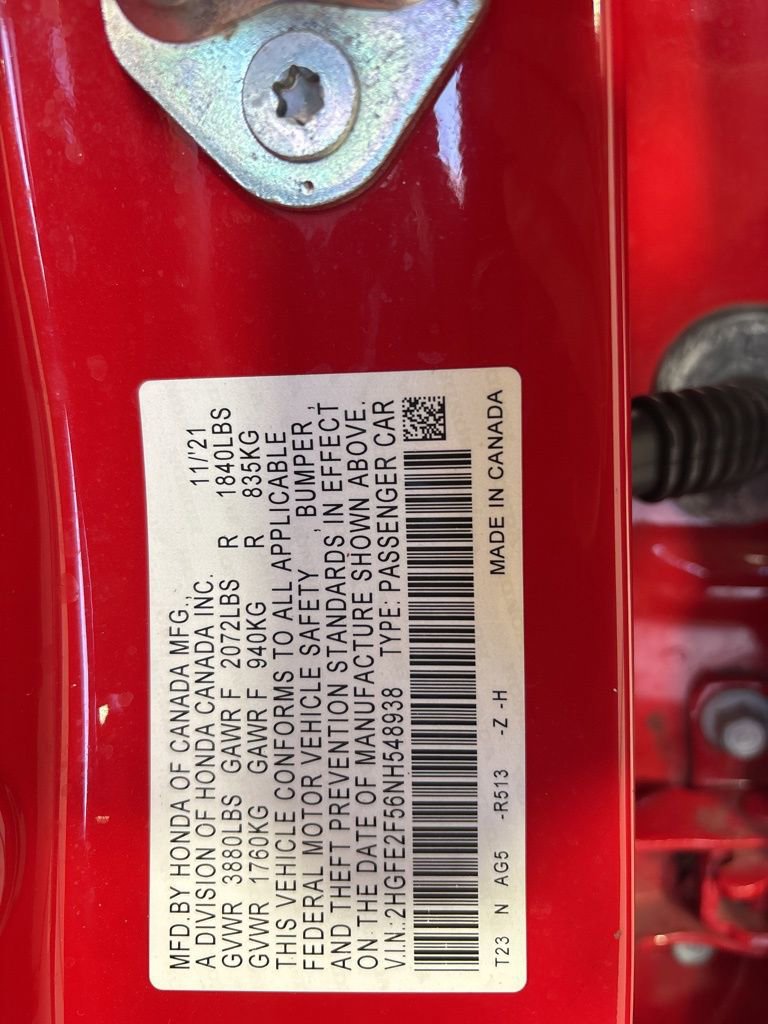 MFD.BY HONDA OF CANADA MFG.,
A DIVISION OF HONDA CANADA INC. 11/'21
GVWR 3880LBS GAWR F 2072LBS R 1840LBS
GVWR 1760KG GAWR F 940KG R 835KG
THIS VEHICLE CONFORMS TO ALL APPLICABLE
FEDERAL MOTOR VEHICLE SAFETY , BUMPER ,
AND THEFT PREVENTION STANDARDS IN EFFECT
ON THE DATE OF MANUFACTURE SHOWN ABOVE.
V.I.N.:2HGFE2F56NH548938 TYPE: PASSENGER CAR
T23 N AG5 -R513 -Z -H MADE IN CANADA